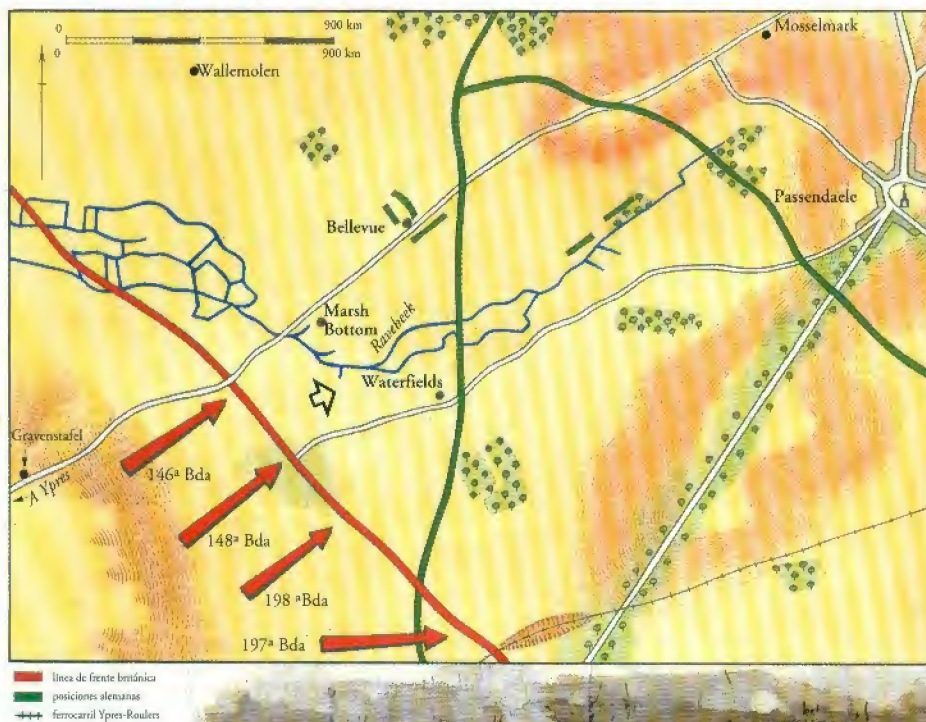 0 900 km
0 900 km
Mosselmark
Wallemolen
Passendaele
Bellevue
Marsh
Bottom
Ravebeek
Waterfields
Gravenstafel
A Ypres
146ª Bda
148ª Bda
198 ªBda
197ª Bda
línea de frente británica
posiciones alemanas
ferrocarril Ypres-Roulers